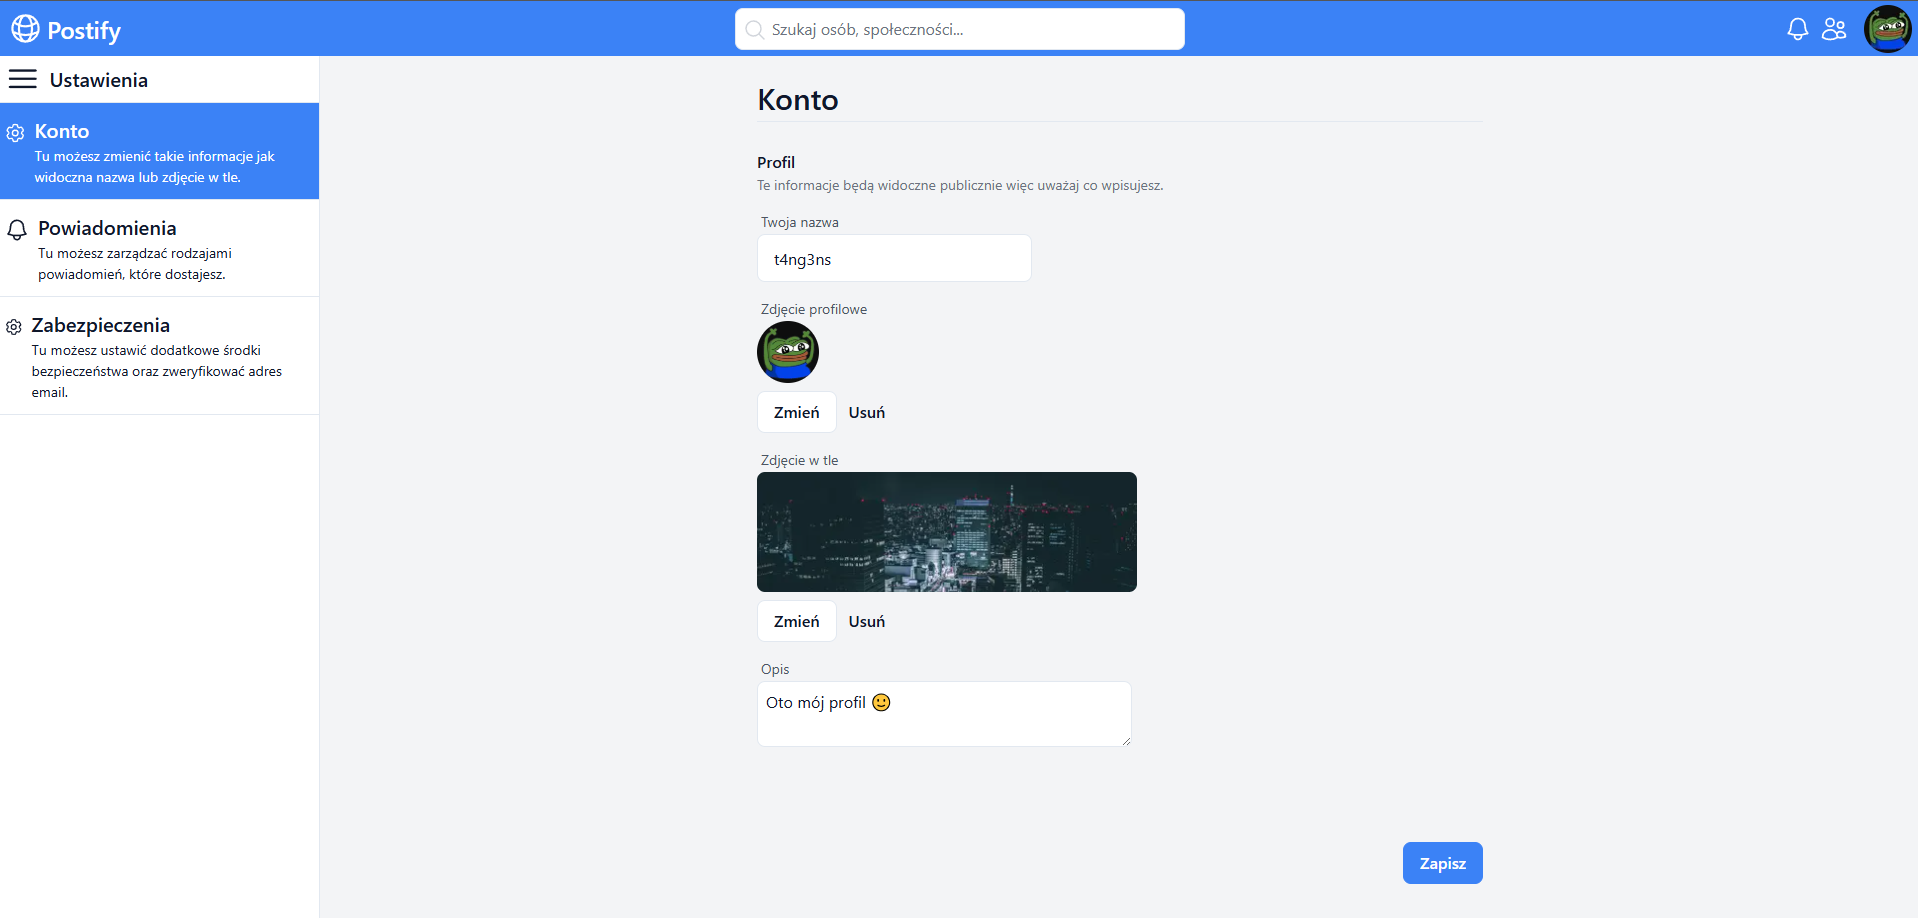 Postify
Szukaj osób, społeczności...
Ustawienia
Konto
Tu możesz zmienić takie informacje jak
widoczna nazwa lub zdjęcie w tle.
Powiadomienia
Tu możesz zarządzać rodzajami
powiadomień, które dostajesz.
Zabezpieczenia
Tu możesz ustawić dodatkowe środki
bezpieczeństwa oraz zweryfikować adres
email.
Konto
Profil
Te informacje będą widoczne publicznie więc uważaj co wpisujesz.
Twoja nazwa
t4ng3ns
Zdjęcie profilowe
Zmień Usuń
Zdjęcie w tle
Zmień Usuń
Opis
Oto mój profil 🙂
Zapisz